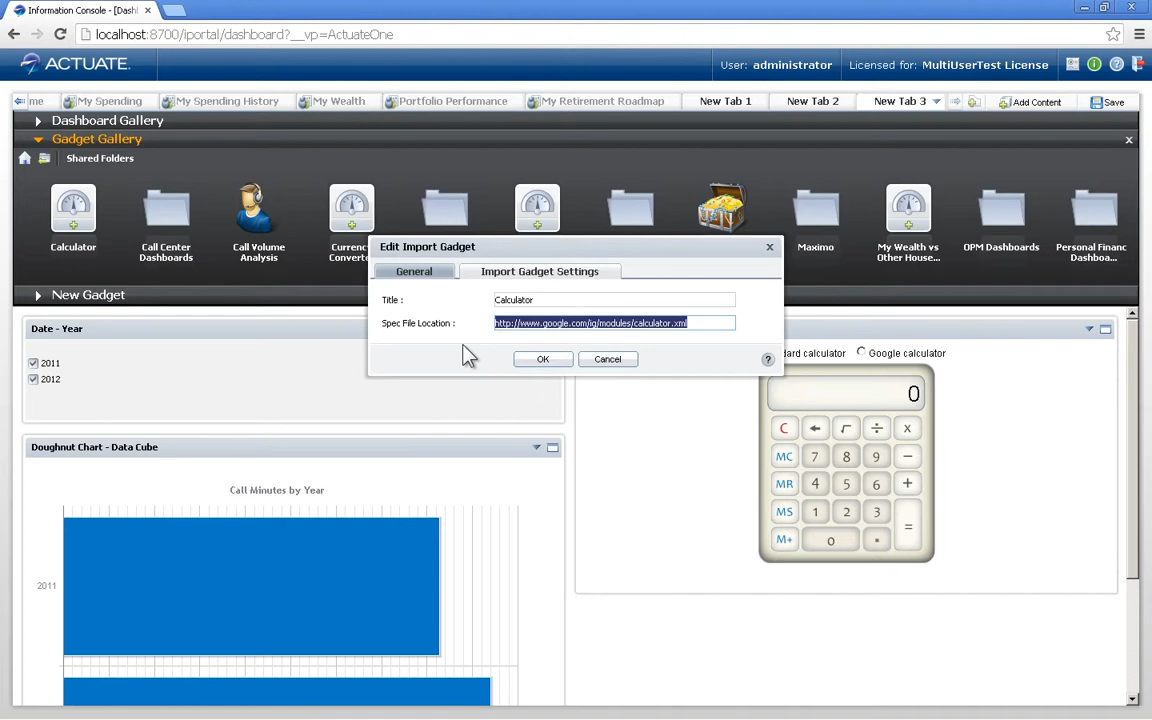 Information Console - [Dashl
localhost:8700/iportal/dashboard?__vp=ActuateOne
ACTUATE.
User: administrator
Licensed for: MultiUserTest License
me
My Spending
My Spending History
My Wealth
Portfolio Performance
My Retirement Roadmap
New Tab 1
New Tab 2
New Tab 3
Add Content
Save
Dashboard Gallery
Gadget Gallery
Shared Folders
Calculator
Call Center
Dashboards
Call Volume
Analysis
Currenc
Converte
Maximo
My Wealth vs
Other House...
OPM Dashboards
Personal Financ
Dashboa...
Edit Import Gadget
General
Import Gadget Settings
Title :
Calculator
Spec File Location :
http://www.google.com/ig/modules/calculator.xml
OK
Cancel
?
New Gadget
Date - Year
2011
2012
dard calculator
Google calculator
0
C ← √ ÷ x
MC 7 8 9 −
MR 4 5 6 +
MS 1 2 3 =
M+ 0 .
Doughnut Chart - Data Cube
Call Minutes by Year
2011